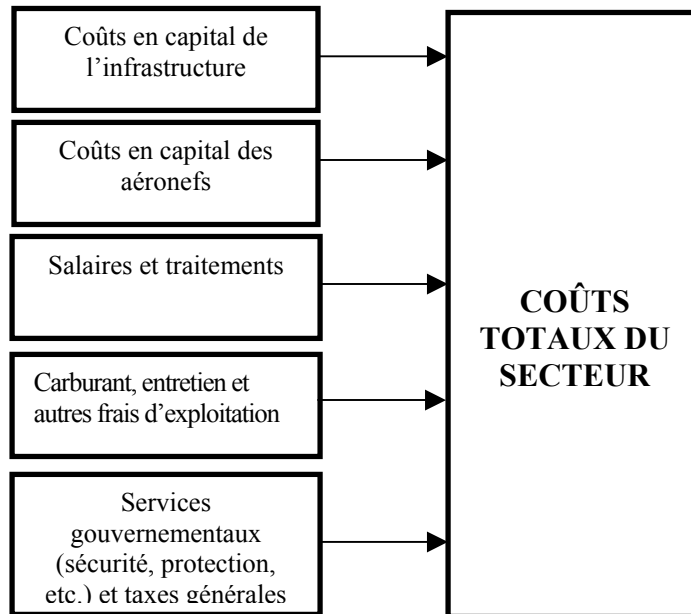 Coûts en capital de
l’infrastructure
Coûts en capital des
aéronefs
Salaires et traitements
Carburant, entretien et
autres frais d’exploitation
Services
gouvernementaux
(sécurité, protection,
etc.) et taxes générales
COÛTS
TOTAUX DU
SECTEUR